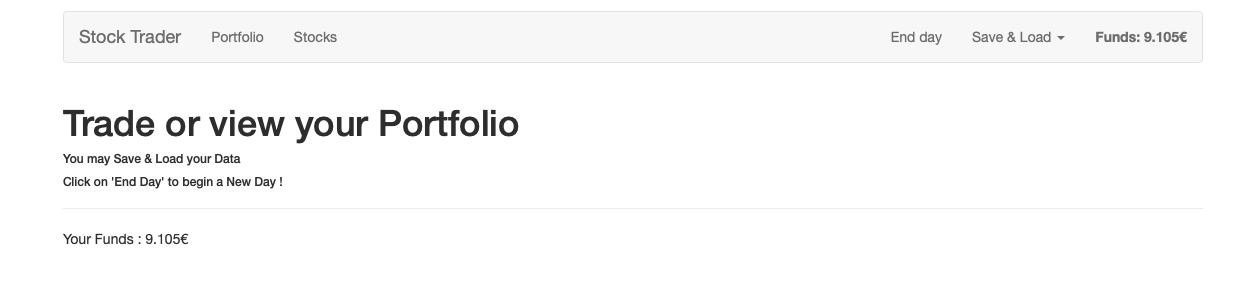 Stock Trader Portfolio Stocks End day Save & Load Funds: 9.105€
Trade or view your Portfolio
You may Save & Load your Data
Click on 'End Day' to begin a New Day !
Your Funds : 9.105€